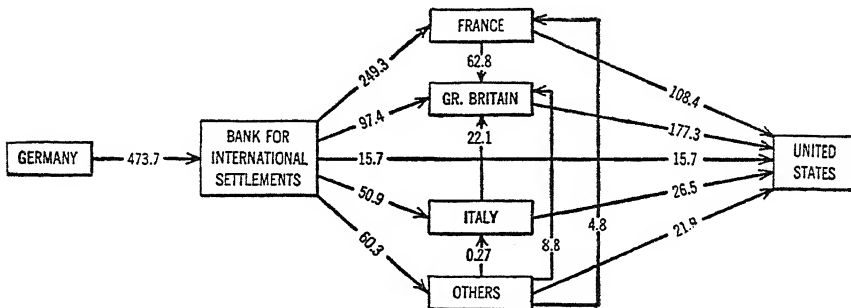 FRANCE
249.3
62.8
108.4
GR. BRITAIN
97.4
177.3
GERMANY
473.7
BANK FOR
INTERNATIONAL
SETTLEMENTS
22.1
15.7
15.7
UNITED
STATES
50.9
26.5
ITALY
4.8
60.3
0.27
8.8
21.9
OTHERS